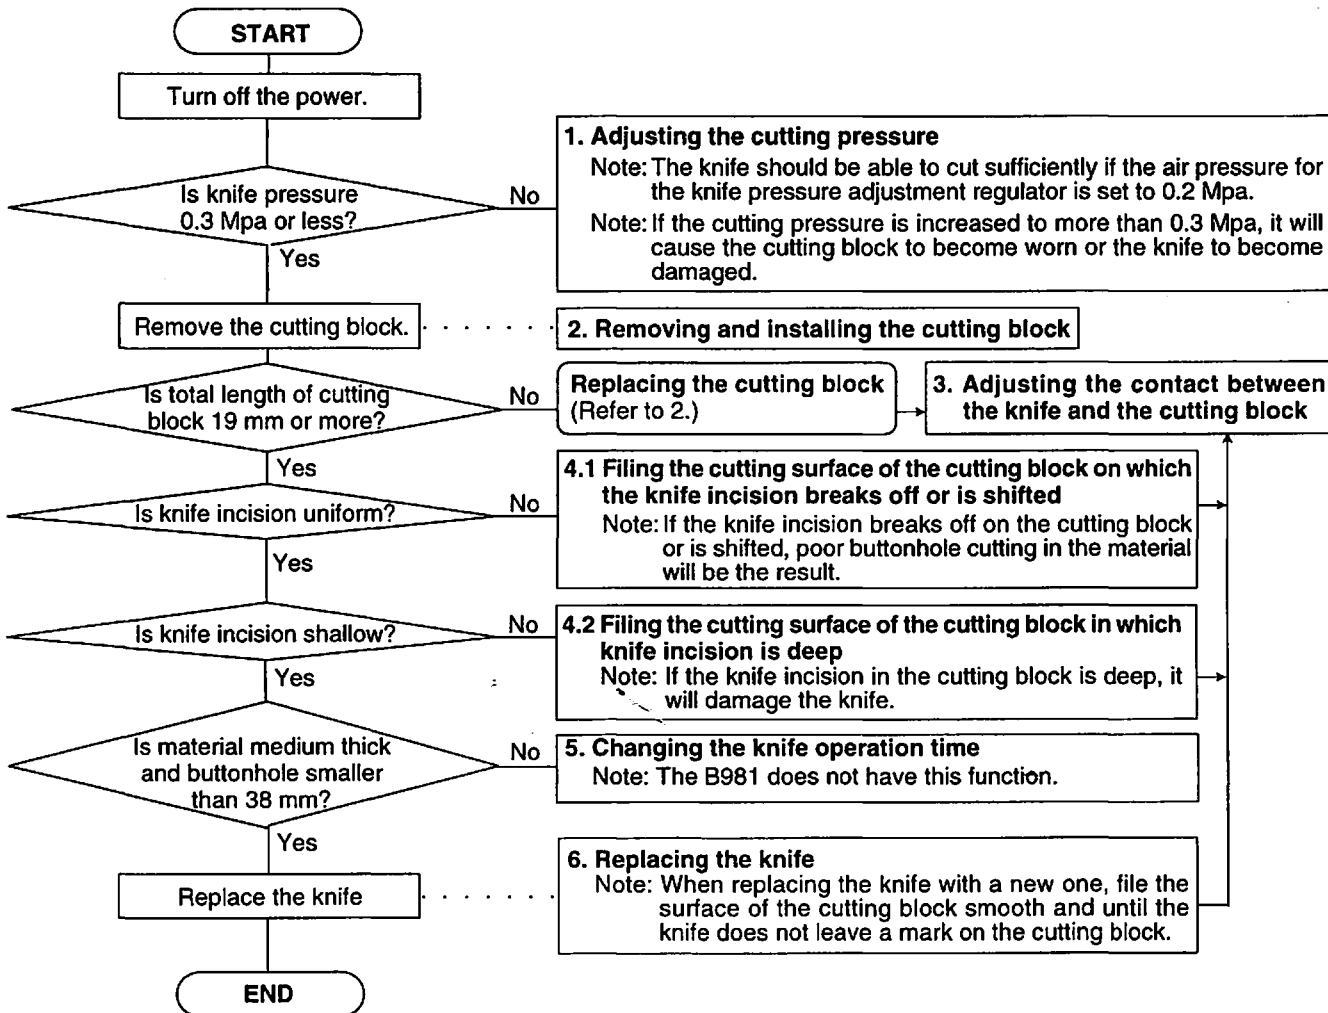 START
Turn off the power.
Is knife pressure
0.3 Mpa or less?
No
Yes
1. Adjusting the cutting pressure
Note: The knife should be able to cut sufficiently if the air pressure for
the knife pressure adjustment regulator is set to 0.2 Mpa.
Note: If the cutting pressure is increased to more than 0.3 Mpa, it will
cause the cutting block to become worn or the knife to become
damaged.
Remove the cutting block.
2. Removing and installing the cutting block
Is total length of cutting
block 19 mm or more?
No
Yes
Replacing the cutting block
(Refer to 2.)
3. Adjusting the contact between
the knife and the cutting block
Is knife incision uniform?
No
Yes
4.1 Filing the cutting surface of the cutting block on which
the knife incision breaks off or is shifted
Note: If the knife incision breaks off on the cutting block
or is shifted, poor buttonhole cutting in the material
will be the result.
Is knife incision shallow?
No
Yes
4.2 Filing the cutting surface of the cutting block in which
knife incision is deep
Note: If the knife incision in the cutting block is deep, it
will damage the knife.
Is material medium thick
and buttonhole smaller
than 38 mm?
No
Yes
5. Changing the knife operation time
Note: The B981 does not have this function.
Replace the knife
6. Replacing the knife
Note: When replacing the knife with a new one, file the
surface of the cutting block smooth and until the
knife does not leave a mark on the cutting block.
END